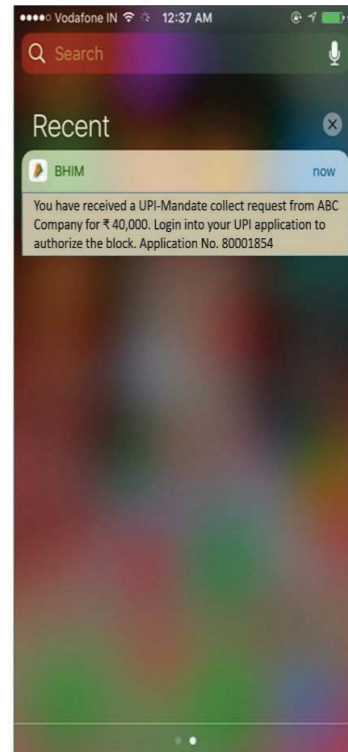 Vodafone IN 12:37 AM
Search
Recent
BHIM now
You have received a UPI-Mandate collect request from ABC
Company for ₹ 40,000. Login into your UPI application to
authorize the block. Application No. 80001854